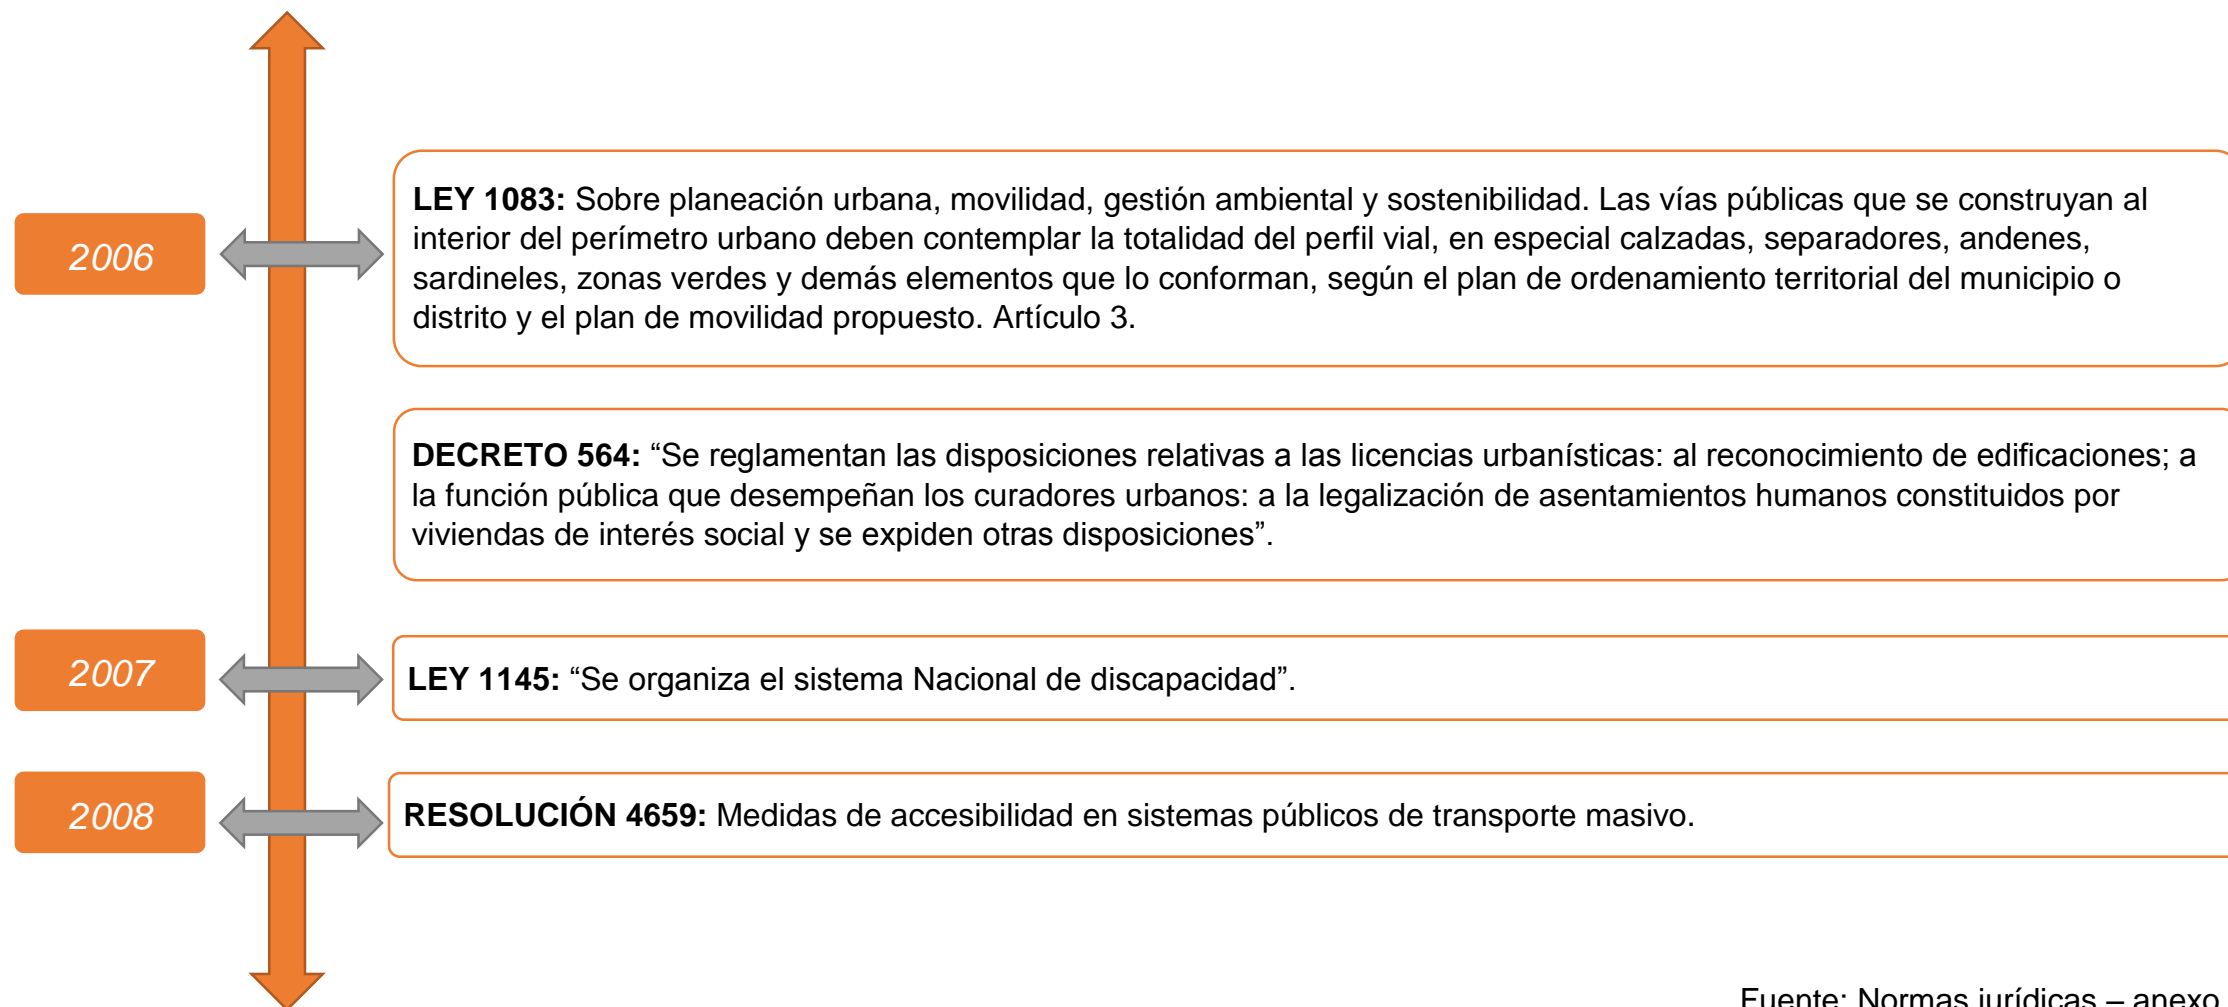 2006
LEY 1083: Sobre planeación urbana, movilidad, gestión ambiental y sostenibilidad. Las vías públicas que se construyan al
interior del perímetro urbano deben contemplar la totalidad del perfil vial, en especial calzadas, separadores, andenes,
sardineles, zonas verdes y demás elementos que lo conforman, según el plan de ordenamiento territorial del municipio o
distrito y el plan de movilidad propuesto. Artículo 3.
DECRETO 564: “Se reglamentan las disposiciones relativas a las licencias urbanísticas: al reconocimiento de edificaciones; a
la función pública que desempeñan los curadores urbanos: a la legalización de asentamientos humanos constituidos por
viviendas de interés social y se expiden otras disposiciones”.
2007
LEY 1145: “Se organiza el sistema Nacional de discapacidad”.
2008
RESOLUCIÓN 4659: Medidas de accesibilidad en sistemas públicos de transporte masivo.
Fuente: Normas jurídicas – anexo